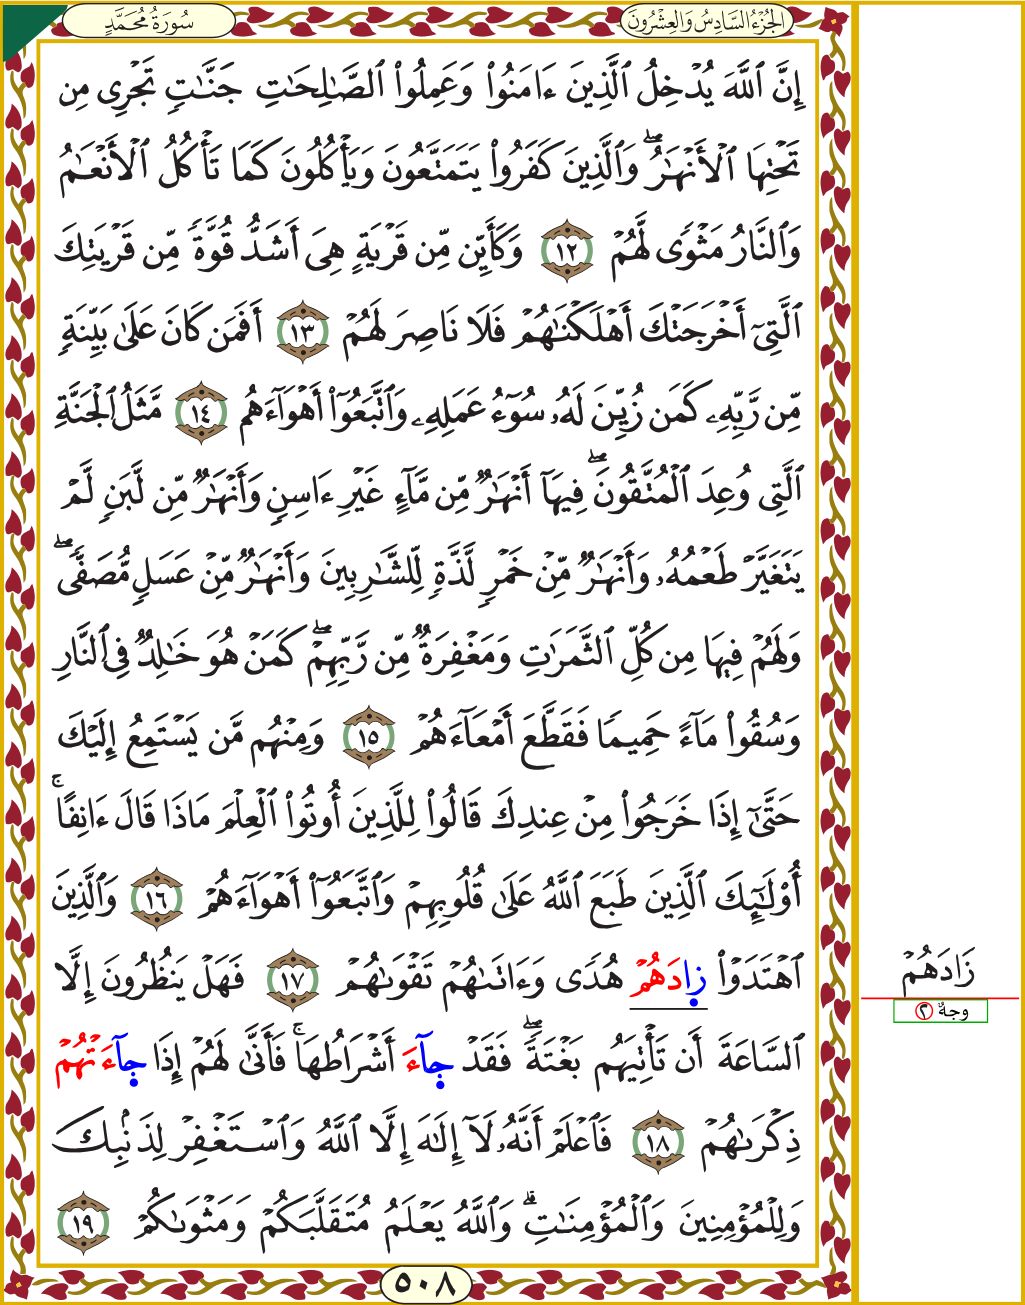 سُورَةُ مُحَمَّدٍ
الجُزْءُ السَّادِسُ وَالعِشْرُونَ
إِنَّ ٱللَّهَ يُدْخِلُ ٱلَّذِينَ ءَامَنُوا۟ وَعَمِلُوا۟ ٱلصَّـٰلِحَـٰتِ جَنَّـٰتٍ تَجْرِى مِن
تَحْتِهَا ٱلْأَنْهَـٰرُ ۖ وَٱلَّذِينَ كَفَرُوا۟ يَتَمَتَّعُونَ وَيَأْكُلُونَ كَمَا تَأْكُلُ ٱلْأَنْعَـٰمُ
وَٱلنَّارُ مَثْوًى لَّهُمْ ١٢ وَكَأَيِّن مِّن قَرْيَةٍ هِىَ أَشَدُّ قُوَّةً مِّن قَرْيَتِكَ
ٱلَّتِىٓ أَخْرَجَتْكَ أَهْلَكْنَـٰهُمْ فَلَا نَاصِرَ لَهُمْ ١٣ أَفَمَن كَانَ عَلَىٰ بَيِّنَةٍ
مِّن رَّبِّهِۦ كَمَن زُيِّنَ لَهُۥ سُوٓءُ عَمَلِهِۦ وَٱتَّبَعُوٓا۟ أَهْوَآءَهُم ١٤ مَّثَلُ ٱلْجَنَّةِ
ٱلَّتِى وُعِدَ ٱلْمُتَّقُونَ ۖ فِيهَآ أَنْهَـٰرٌ مِّن مَّآءٍ غَيْرِ ءَاسِنٍ وَأَنْهَـٰرٌ مِّن لَّبَنٍ لَّمْ
يَتَغَيَّرْ طَعْمُهُۥ وَأَنْهَـٰرٌ مِّنْ خَمْرٍ لَّذَّةٍ لِّلشَّـٰرِبِينَ وَأَنْهَـٰرٌ مِّنْ عَسَلٍ مُّصَفًّى ۖ
وَلَهُمْ فِيهَا مِن كُلِّ ٱلثَّمَرَٰتِ وَمَغْفِرَةٌ مِّن رَّبِّهِمْ ۖ كَمَنْ هُوَ خَـٰلِدٌ فِى ٱلنَّارِ
وَسُقُوا۟ مَآءً حَمِيمًا فَقَطَّعَ أَمْعَآءَهُمْ ١٥ وَمِنْهُم مَّن يَسْتَمِعُ إِلَيْكَ
حَتَّىٰٓ إِذَا خَرَجُوا۟ مِنْ عِندِكَ قَالُوا۟ لِلَّذِينَ أُوتُوا۟ ٱلْعِلْمَ مَاذَا قَالَ ءَانِفًا ۚ
أُو۟لَـٰٓئِكَ ٱلَّذِينَ طَبَعَ ٱللَّهُ عَلَىٰ قُلُوبِهِمْ وَٱتَّبَعُوٓا۟ أَهْوَآءَهُمْ ١٦ وَٱلَّذِينَ
ٱهْتَدَوْا۟ زَادَهُمْ هُدًى وَءَاتَىٰهُمْ تَقْوَىٰهُمْ ١٧ فَهَلْ يَنظُرُونَ إِلَّا
ٱلسَّاعَةَ أَن تَأْتِيَهُم بَغْتَةً ۖ فَقَدْ جَآءَ أَشْرَاطُهَا ۚ فَأَنَّىٰ لَهُمْ إِذَا جَآءَتْهُمْ
ذِكْرَىٰهُمْ ١٨ فَٱعْلَمْ أَنَّهُۥ لَآ إِلَـٰهَ إِلَّا ٱللَّهُ وَٱسْتَغْفِرْ لِذَنۢبِكَ
وَلِلْمُؤْمِنِينَ وَٱلْمُؤْمِنَـٰتِ ۗ وَٱللَّهُ يَعْلَمُ مُتَقَلَّبَكُمْ وَمَثْوَىٰكُمْ ١٩
زَادَهُمْ
وجهٌ ٢
٥٠٨